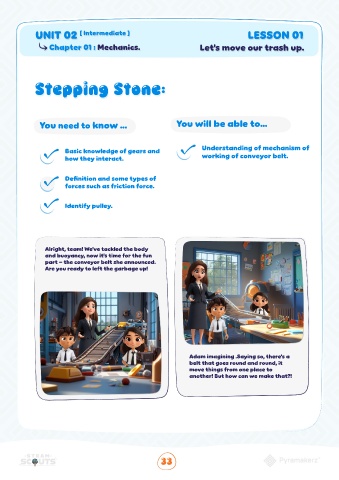 UNIT 02 [ Intermediate ]
LESSON 01
Chapter 01 : Mechanics.
Let's move our trash up.
Stepping Stone:
You need to know ...
Basic knowledge of gears and
how they interact.
Definition and some types of
forces such as friction force.
Identify pulley.
You will be able to...
Understanding of mechanism of
working of conveyor belt.
Alright, team! We've tackled the body
and buoyancy, now it's time for the fun
part – the conveyor belt she announced.
Are you ready to left the garbage up!
Adam imagining .Saying so, there's a
belt that goes round and round, it
move things from one place to
another! But how can we make that?!
STEAM
SCOUTS
33
Pyramakerz